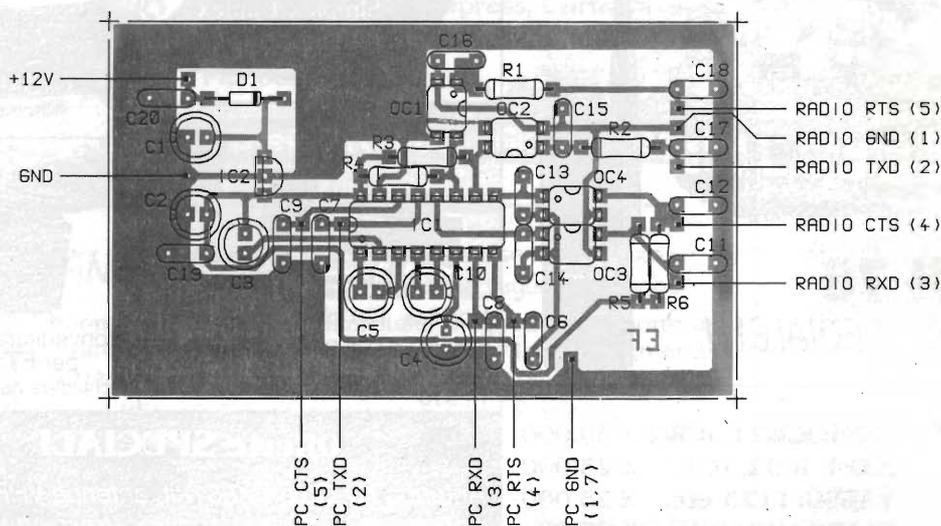 +12V
GND
D1
C20
C1
IC2
C2
C19
C3
C9
C7
C16
OC1
R1
OC2
C15
R3
R4
R2
C18
C17
C13
OC4
C12
C14
OC3
C11
C5
C10
C4
C8
C6
R5
R6
EF
RADIO RTS (5)
RADIO GND (1)
RADIO TXD (2)
RADIO CTS (4)
RADIO RXD (3)
PC CTS
(5)
PC TXD
(2)
PC RXD
(3)
PC RTS
(4)
PC GND
(1,7)